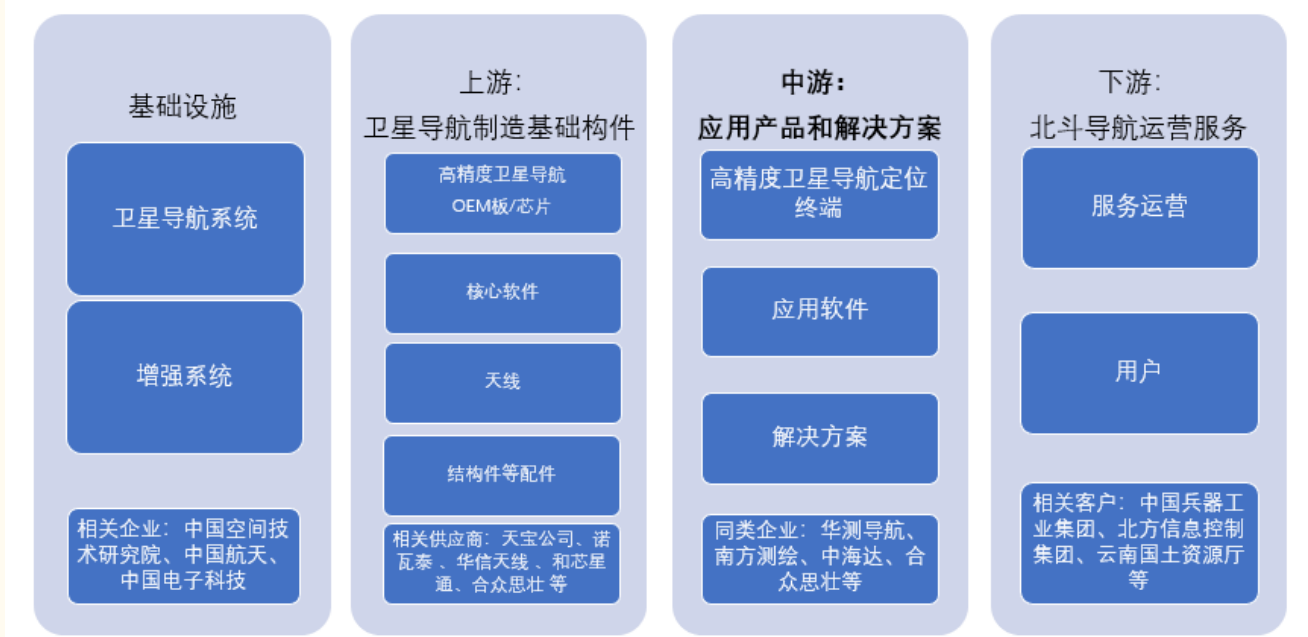 基础设施
卫星导航系统
增强系统
相关企业：中国空间技
术研究院、中国航天、
中国电子科技
上游：
卫星导航制造基础构件
高精度卫星导航
OEM板/芯片
核心软件
天线
结构件等配件
相关供应商：天宝公司、诺
瓦泰 、华信天线 、和芯星
通、合众思壮 等
中游：
应用产品和解决方案
高精度卫星导航定位
终端
应用软件
解决方案
同类企业：华测导航、
南方测绘、中海达、合
众思壮等
下游：
北斗导航运营服务
服务运营
用户
相关客户：中国兵器工
业集团、北方信息控制
集团、云南国土资源厅
等